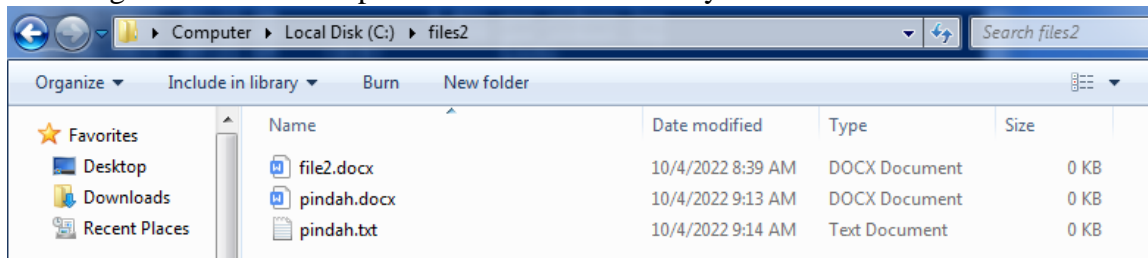 Computer Local Disk (C:) files2 Search files2
Organize Include in library Burn New folder
Favorites Name Date modified Type Size
Desktop file2.docx 10/4/2022 8:39 AM DOCX Document 0 KB
Downloads pindah.docx 10/4/2022 9:13 AM DOCX Document 0 KB
Recent Places pindah.txt 10/4/2022 9:14 AM Text Document 0 KB